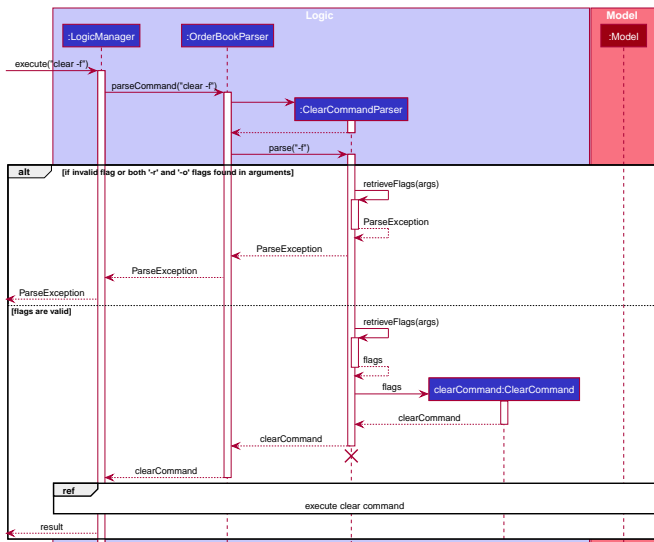 Logic
Model
:LogicManager
:OrderBookParser
:Model
execute("clear -f")
parseCommand("clear -f")
:ClearCommandParser
parse("-f")
alt
[if invalid flag or both '-r' and '-o' flags found in arguments]
retrieveFlags(args)
ParseException
ParseException
ParseException
ParseException
[flags are valid]
retrieveFlags(args)
flags
flags
clearCommand:ClearCommand
clearCommand
clearCommand
clearCommand
ref
execute clear command
result